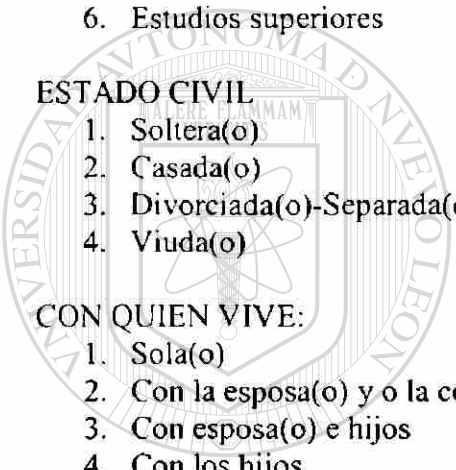 6. Estudios superiores
ESTADO CIVIL
1. Soltera(o)
2. Casada(o)
3. Divorciada(o)-Separada(
4. Viuda(o)
CON QUIEN VIVE:
1. Sola(o)
2. Con la esposa(o) y o la
3. Con esposa(o) e hijos
4. Con los hijos